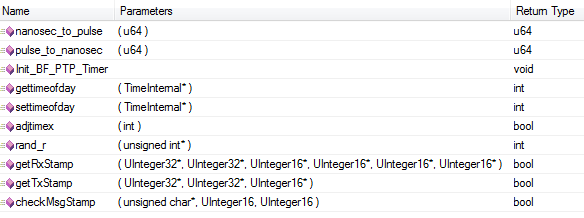 Name Parameters Return Type
nanosec_to_pulse ( u64 ) u64
pulse_to_nanosec ( u64 ) u64
Init_BF_PTP_Timer void
gettimeofday ( TimeInternal* ) int
settimeofday ( TimeInternal* ) int
adjtimex ( int ) bool
rand_r ( unsigned int* ) int
getRxStamp ( UInteger32*, UInteger32*, UInteger16*, UInteger16*, UInteger16*, UInteger16* ) bool
getTxStamp ( UInteger32*, UInteger32*, UInteger16* ) bool
checkMsgStamp ( unsigned char*, UInteger16, UInteger16 ) bool